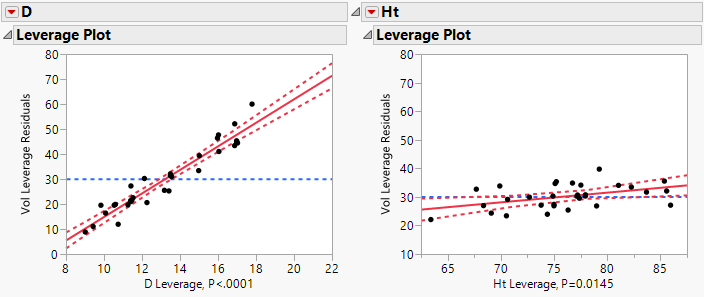 D
Leverage Plot
80
70
60
50
40
30
20
10
0
Vol Leverage Residuals
8 10 12 14 16 18 20 22
D Leverage, P<.0001
Ht
Leverage Plot
80
70
60
50
40
30
20
10
Vol Leverage Residuals
65 70 75 80 85
Ht Leverage, P=0.0145